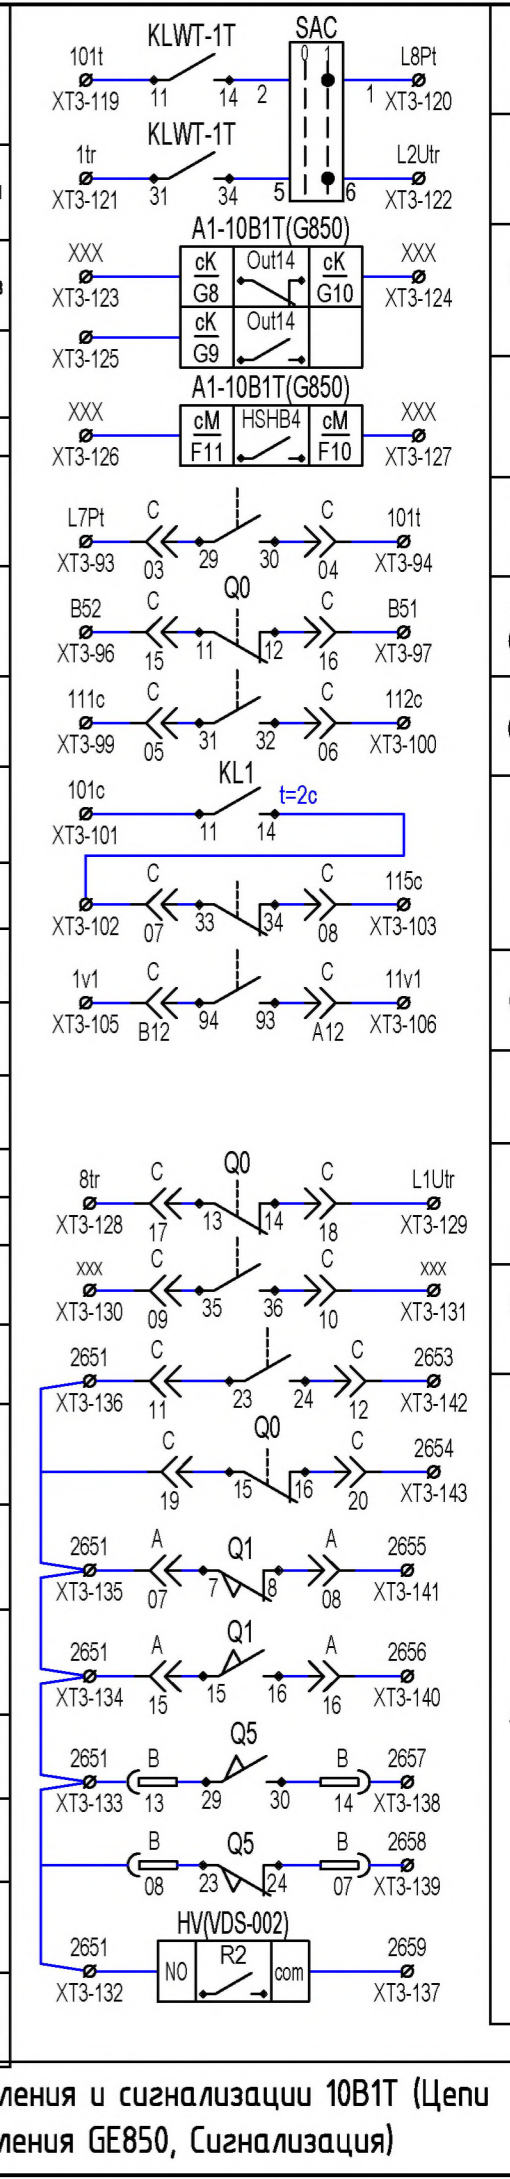 SAC
KLWT-1T
0 1
101t L8Pt
XT3-119 11 14 2 1 XT3-120
KLWT-1T
1tr L2Utr
XT3-121 31 34 5 6 XT3-122
A1-10B1T(G850)
XXX cK Out14 cK XXX
XT3-123 G8 G10 XT3-124
cK Out14
XT3-125 G9
A1-10B1T(G850)
XXX cM HSHB4 cM XXX
XT3-126 F11 F10 XT3-127
L7Pt C C 101t
XT3-93 03 29 30 04 XT3-94
Q0
B52 C C B51
XT3-96 15 11 12 16 XT3-97
111c C C 112c
XT3-99 05 31 32 06 XT3-100
KL1
101c t=2c
XT3-101 11 14
C C 115c
XT3-102 07 33 34 08 XT3-103
1v1 C C 11v1
XT3-105 B12 94 93 A12 XT3-106
Q0
8tr C C L1Utr
XT3-128 17 13 14 18 XT3-129
XXX C C XXX
XT3-130 09 35 36 10 XT3-131
2651 C C 2653
XT3-136 11 23 24 12 XT3-142
Q0
C C 2654
19 15 16 20 XT3-143
2651 A Q1 A 2655
XT3-135 07 7 8 08 XT3-141
Q1
2651 A A 2656
XT3-134 15 15 16 16 XT3-140
Q5
2651 B B 2657
XT3-133 13 29 30 14 XT3-138
B Q5 B 2658
08 23 24 07 XT3-139
HV(VDS-002)
2651 R2 2659
NO com
XT3-132 XT3-137
ления и сигнализации 10В1Т (Цепи
ления GE850, Сигнализация)